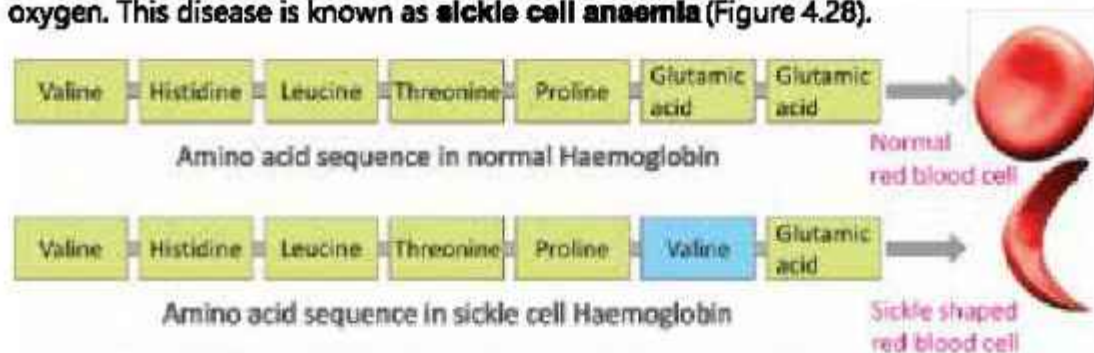 oxygen. This disease is known as sickle cell anaemia (Figure 4.28).
Valine Histidine Leucine Threonine Proline Glutamic acid Glutamic acid
Amino acid sequence in normal Haemoglobin
Normal
red blood cell
Valine Histidine Leucine Threonine Proline Valine Glutamic acid
Amino acid sequence in sickle cell Haemoglobin
Sickle shaped
red blood cell